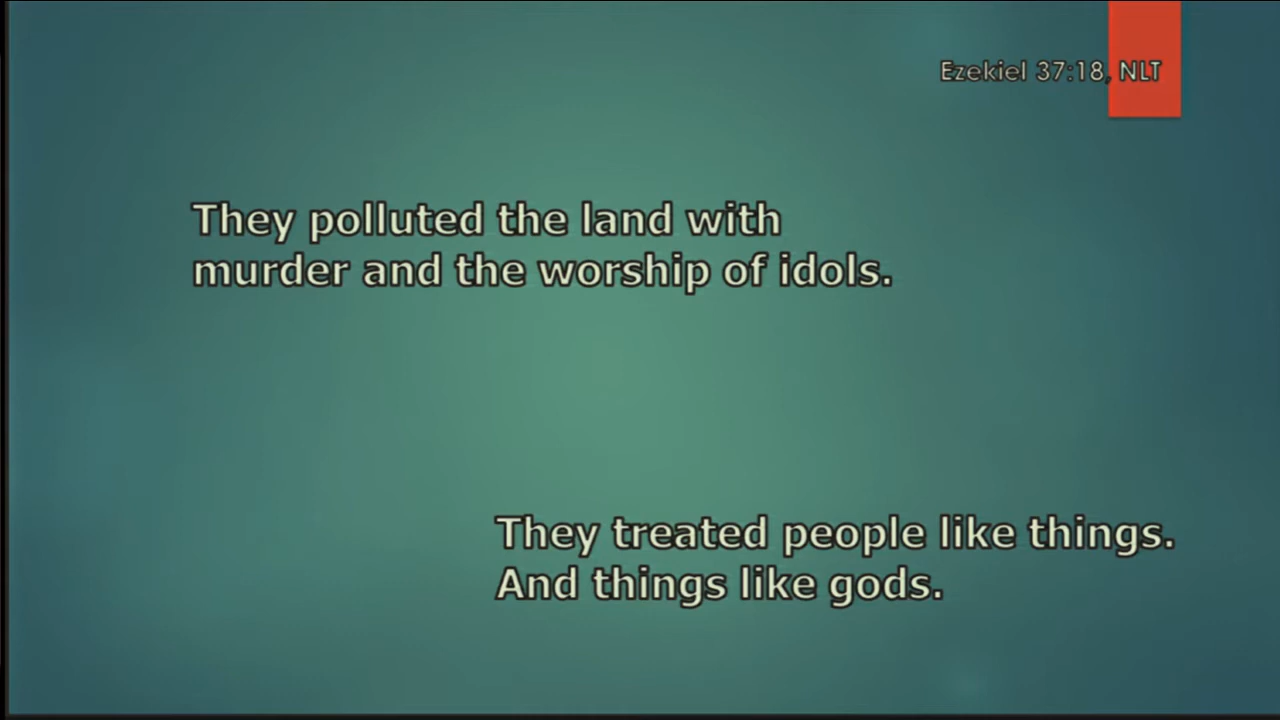 Ezekiel 37:18, NLT
They polluted the land with
murder and the worship of idols.
They treated people like things.
And things like gods.